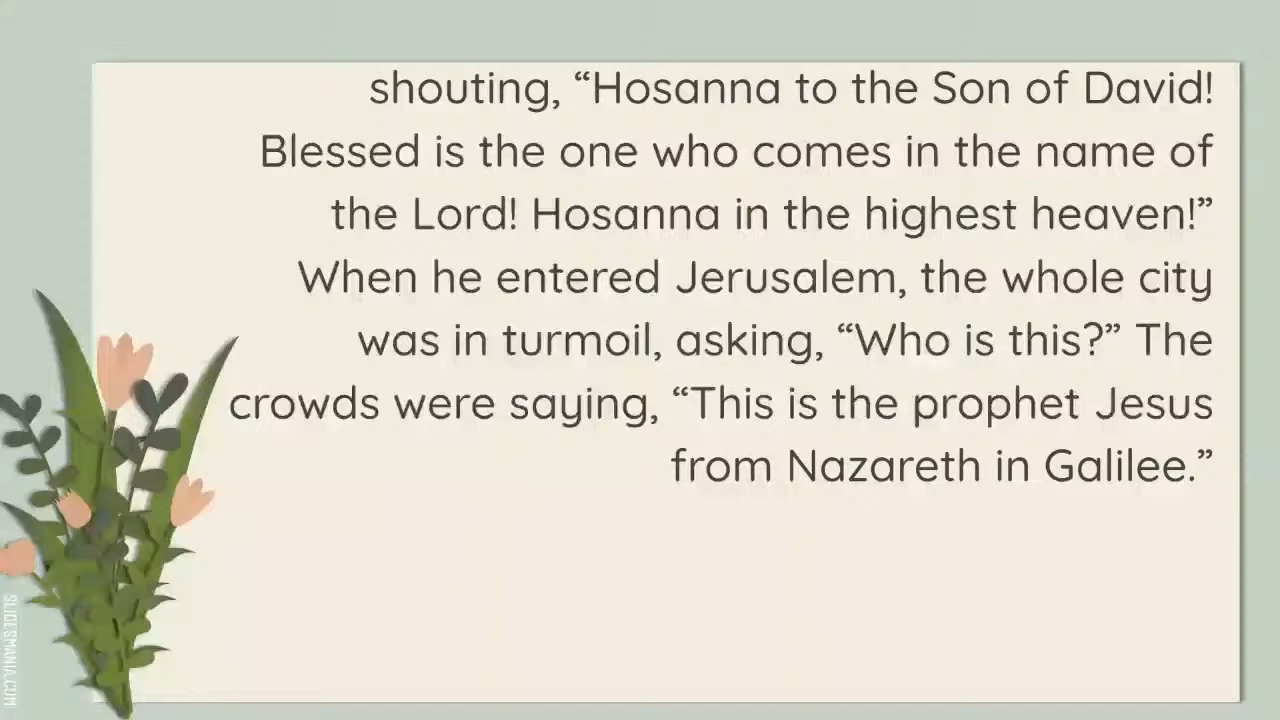 shouting, “Hosanna to the Son of David!
Blessed is the one who comes in the name of
the Lord! Hosanna in the highest heaven!”
When he entered Jerusalem, the whole city
was in turmoil, asking, “Who is this?” The
crowds were saying, “This is the prophet Jesus
from Nazareth in Galilee.”
SLIDESMANIA.COM